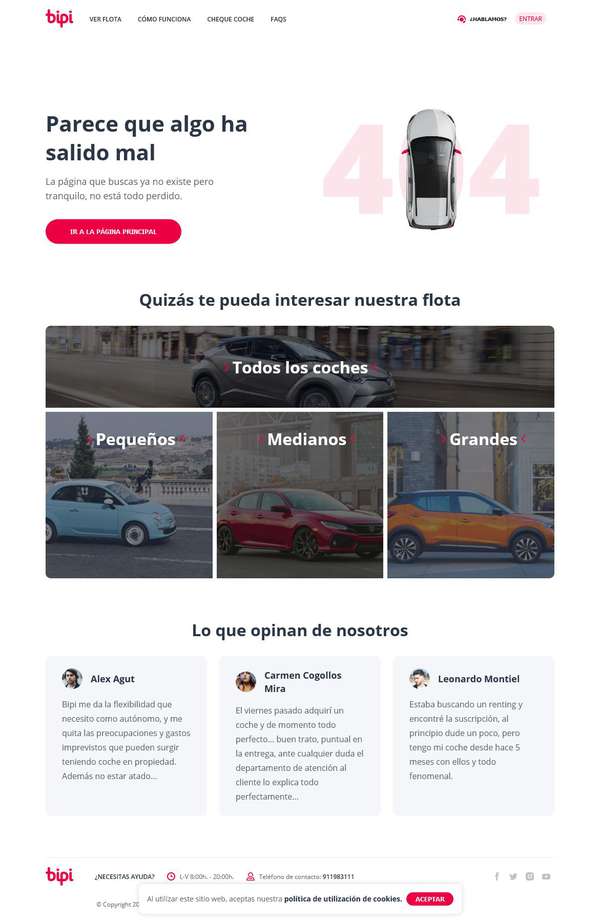 bipi
VER FLOTA
CÓMO FUNCIONA
CHEQUE COCHE
FAQS
¿HABLAMOS?
ENTRAR
Parece que algo ha
salido mal
404
La página que buscas ya no existe pero
tranquilo, no está todo perdido.
IR A LA PÁGINA PRINCIPAL
Quizás te pueda interesar nuestra flota
Todos los coches
Pequeños
Medianos
Grandes
Lo que opinan de nosotros
Alex Agut
Bipi me da la flexibilidad que
necesito como autónomo, y me
quita las preocupaciones y gastos
imprevistos que pueden surgir
teniendo coche en propiedad.
Además no estar atado...
Carmen Cogollos
Mira
El viernes pasado adquirí un
coche y de momento todo
perfecto... buen trato, puntual en
la entrega, ante cualquier duda el
departamento de atención al
cliente lo explica todo
perfectamente...
Leonardo Montiel
Estaba buscando un renting y
encontré la suscripción, al
principio dude un poco, pero
tengo mi coche desde hace 5
meses con ellos y todo
fenomenal.
bipi
¿NECESITAS AYUDA?
L-V 8:00h. - 20:00h.
Teléfono de contacto: 911983111
Al utilizar este sitio web, aceptas nuestra política de utilización de cookies.
ACEPTAR
© Copyright